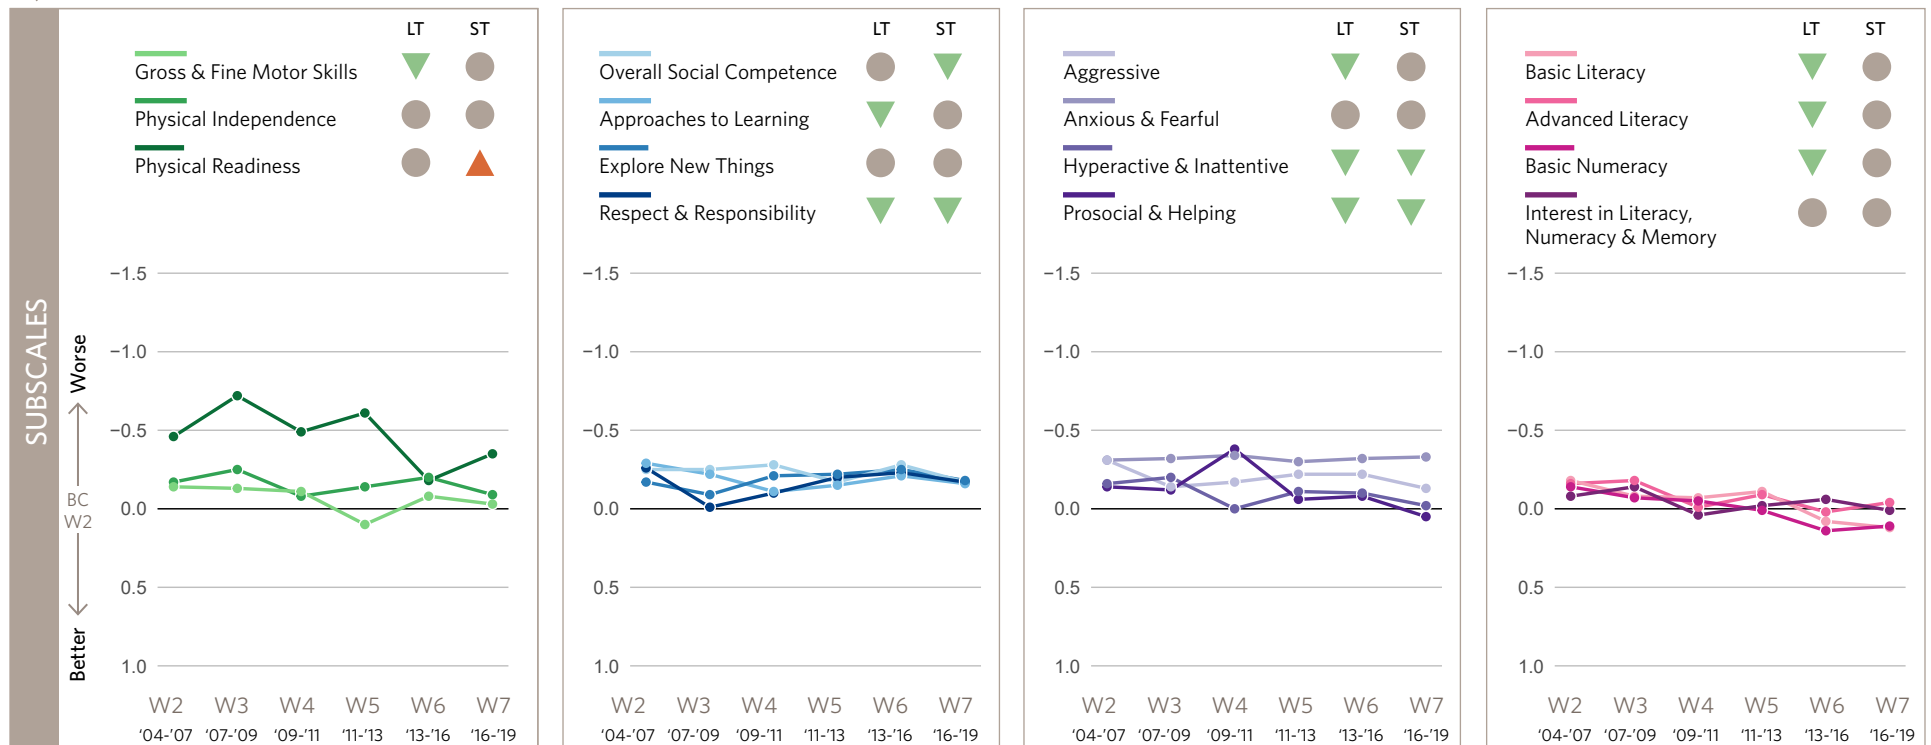 SUBSCALES
Worse
BC
W2
Better
LT ST
Gross & Fine Motor Skills
Physical Independence
Physical Readiness
−1.5
−1.0
−0.5
0.0
0.5
1.0
W2 W3 W4 W5 W6 W7
‘04-’07 ‘07-’09 ‘09-’11 ‘11-’13 ‘13-’16 ‘16-’19
LT ST
Overall Social Competence
Approaches to Learning
Explore New Things
Respect & Responsibility
−1.5
−1.0
−0.5
0.0
0.5
1.0
W2 W3 W4 W5 W6 W7
‘04-’07 ‘07-’09 ‘09-’11 ‘11-’13 ‘13-’16 ‘16-’19
LT ST
Aggressive
Anxious & Fearful
Hyperactive & Inattentive
Prosocial & Helping
−1.5
−1.0
−0.5
0.0
0.5
1.0
W2 W3 W4 W5 W6 W7
‘04-’07 ‘07-’09 ‘09-’11 ‘11-’13 ‘13-’16 ‘16-’19
LT ST
Basic Literacy
Advanced Literacy
Basic Numeracy
Interest in Literacy,
Numeracy & Memory
−1.5
−1.0
−0.5
0.0
0.5
1.0
W2 W3 W4 W5 W6 W7
‘04-’07 ‘07-’09 ‘09-’11 ‘11-’13 ‘13-’16 ‘16-’19